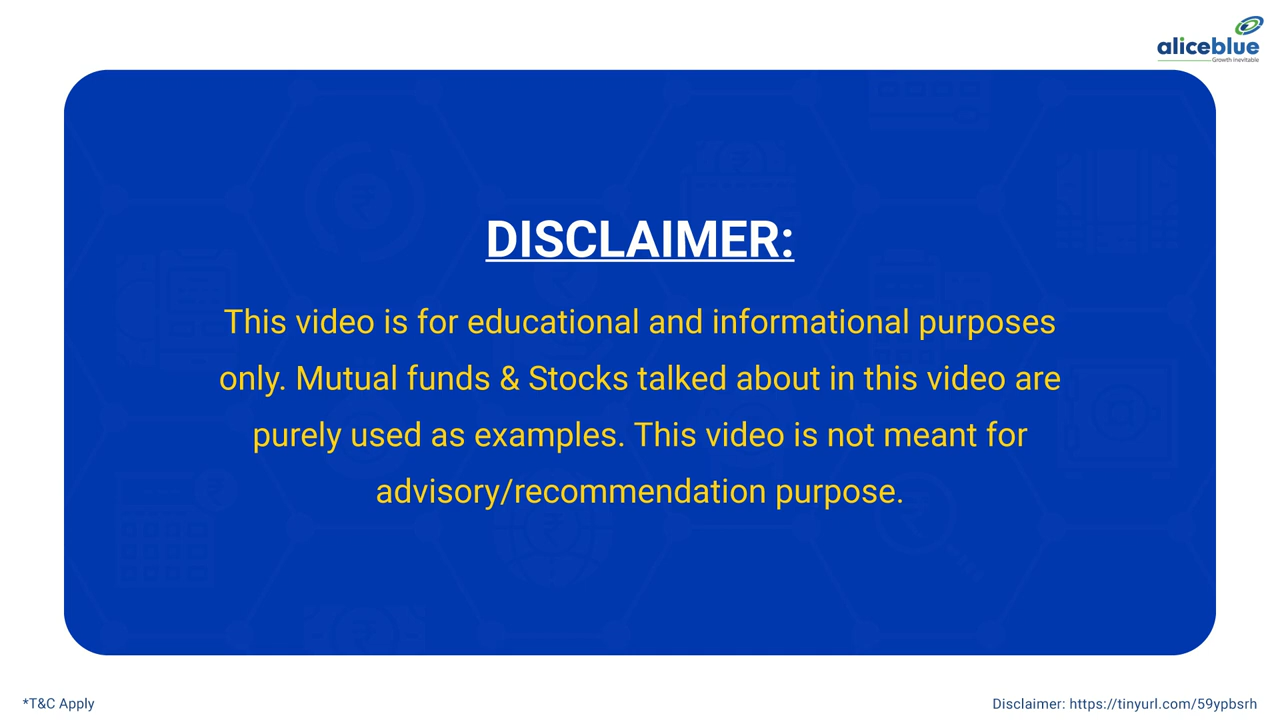 aliceblue
Growth inevitable
DISCLAIMER:
This video is for educational and informational purposes
only. Mutual funds & Stocks talked about in this video are
purely used as examples. This video is not meant for
advisory/recommendation purpose.
*T&C Apply
Disclaimer: https://tinyurl.com/59ypbsrh